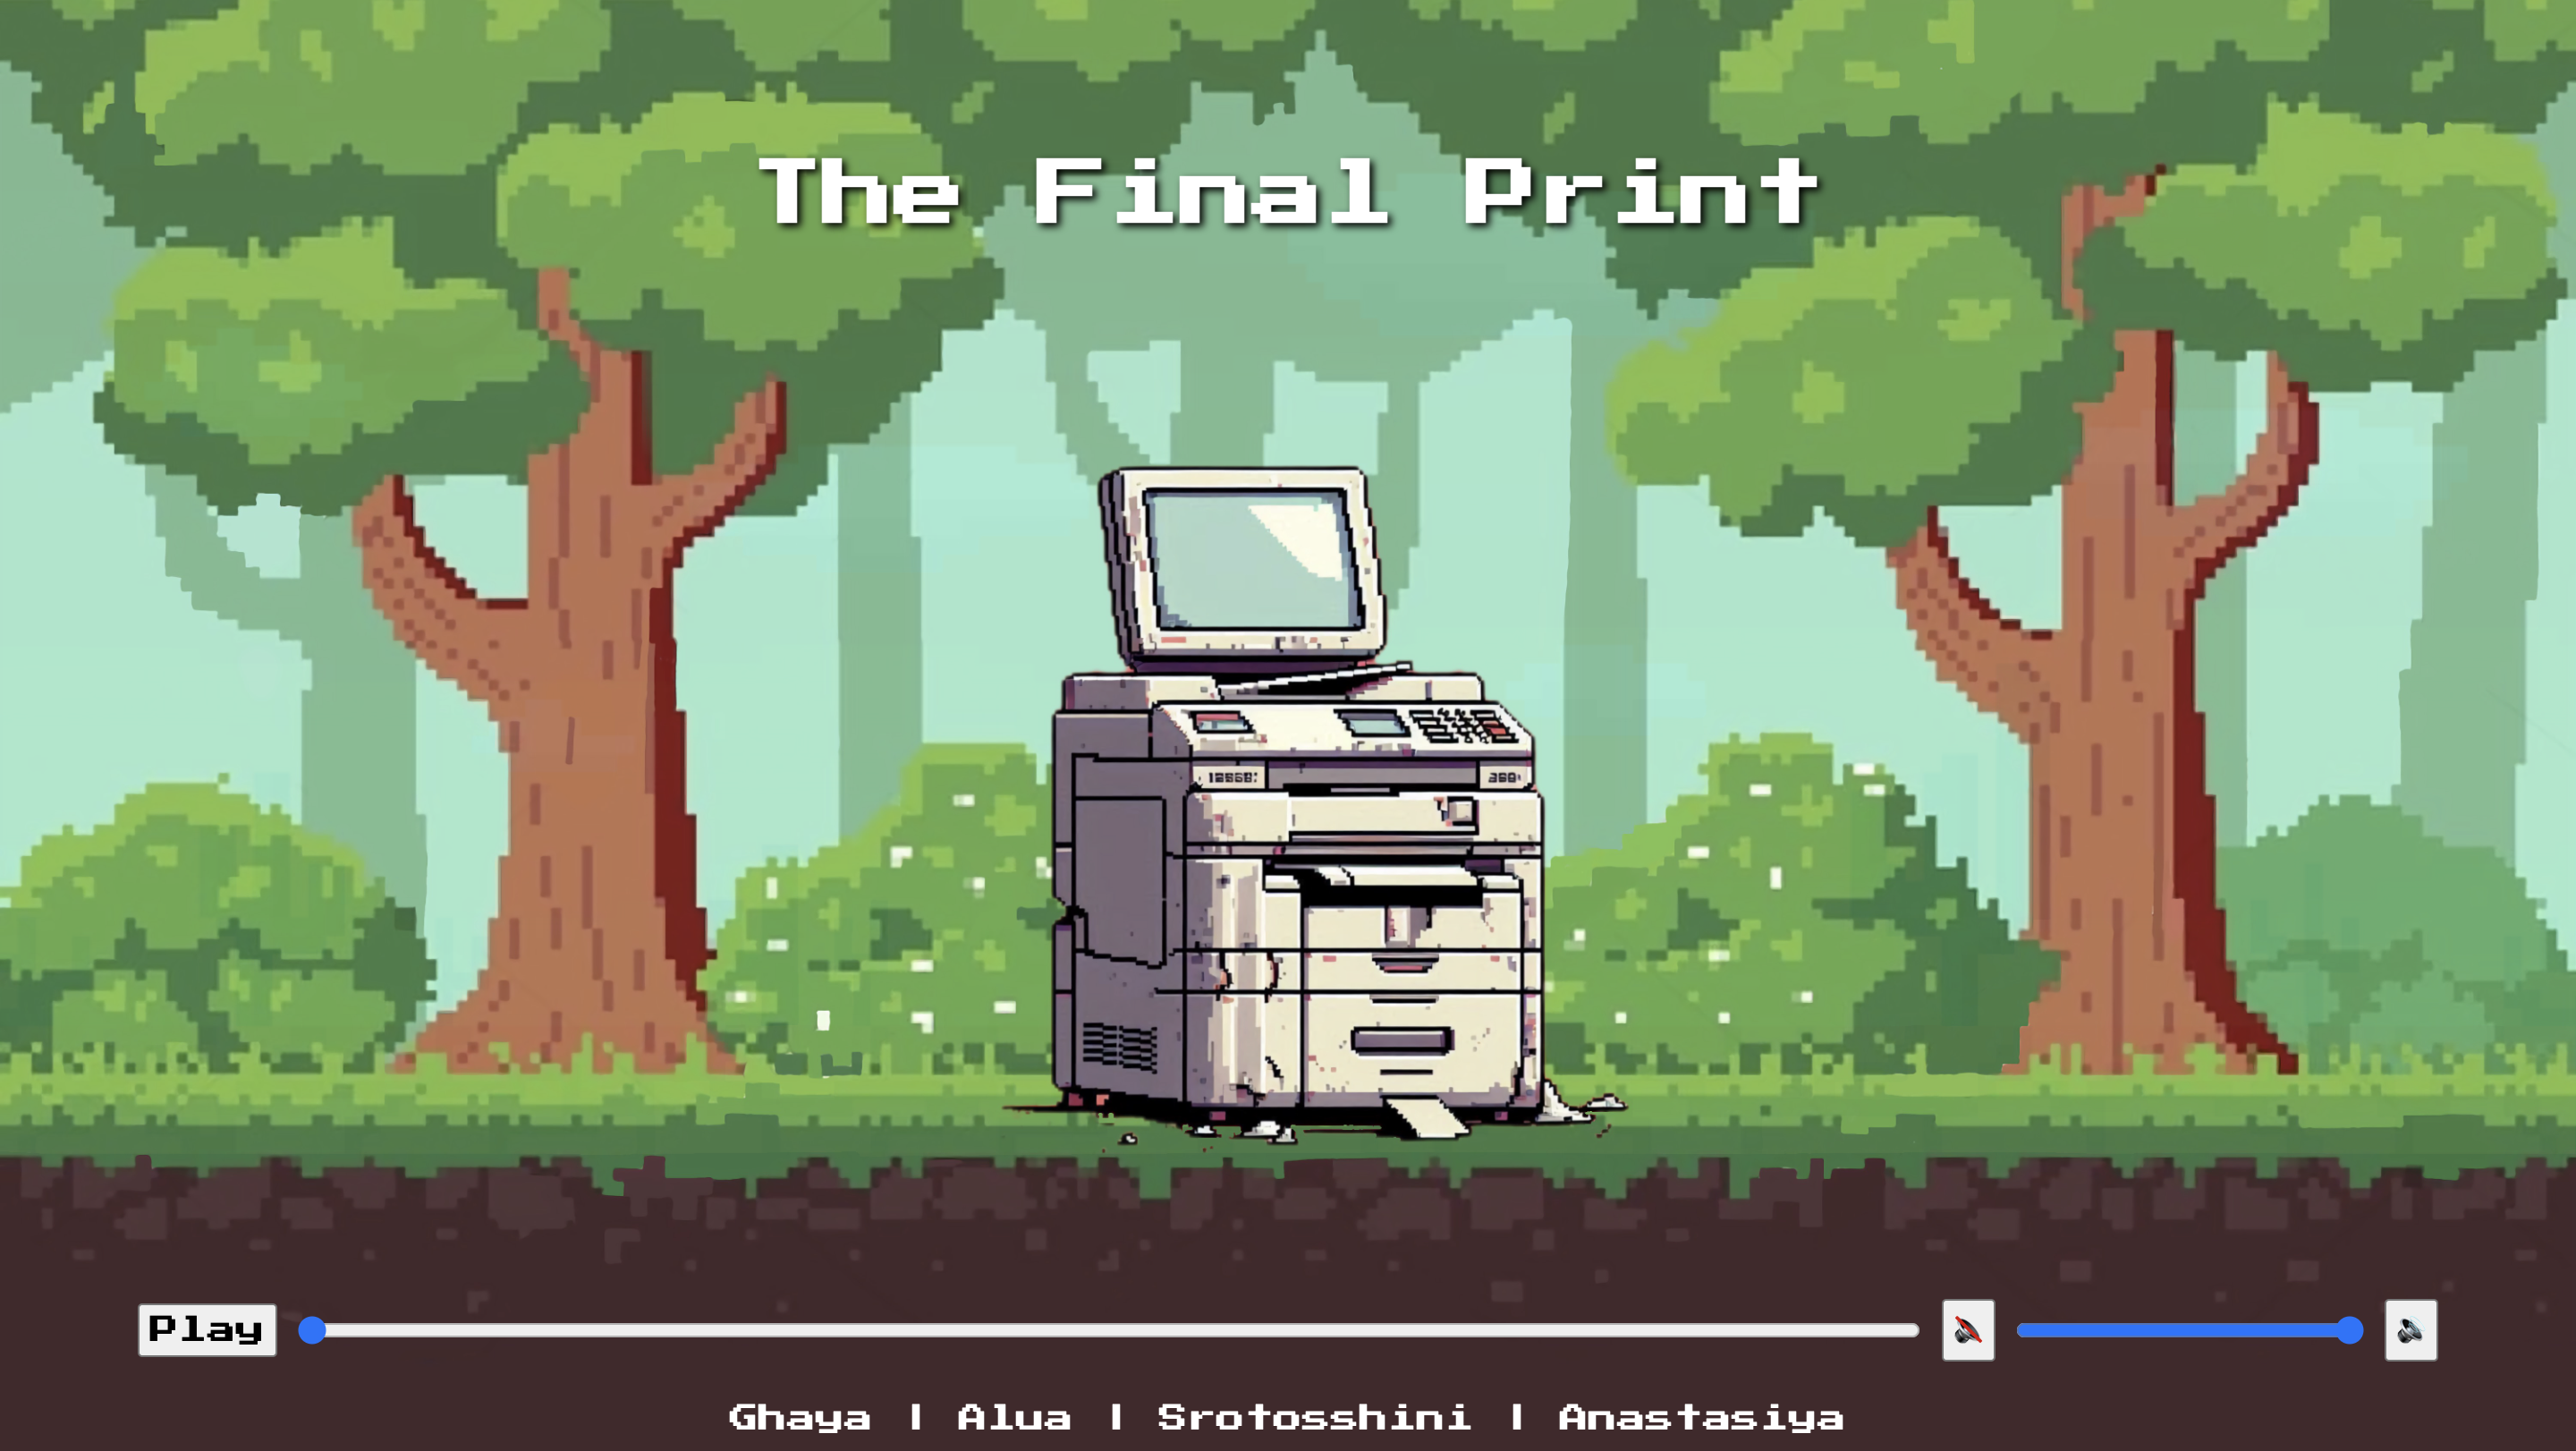 The Final Print
Play
Ghaya | Alua | Srotosshini | Anastasiya